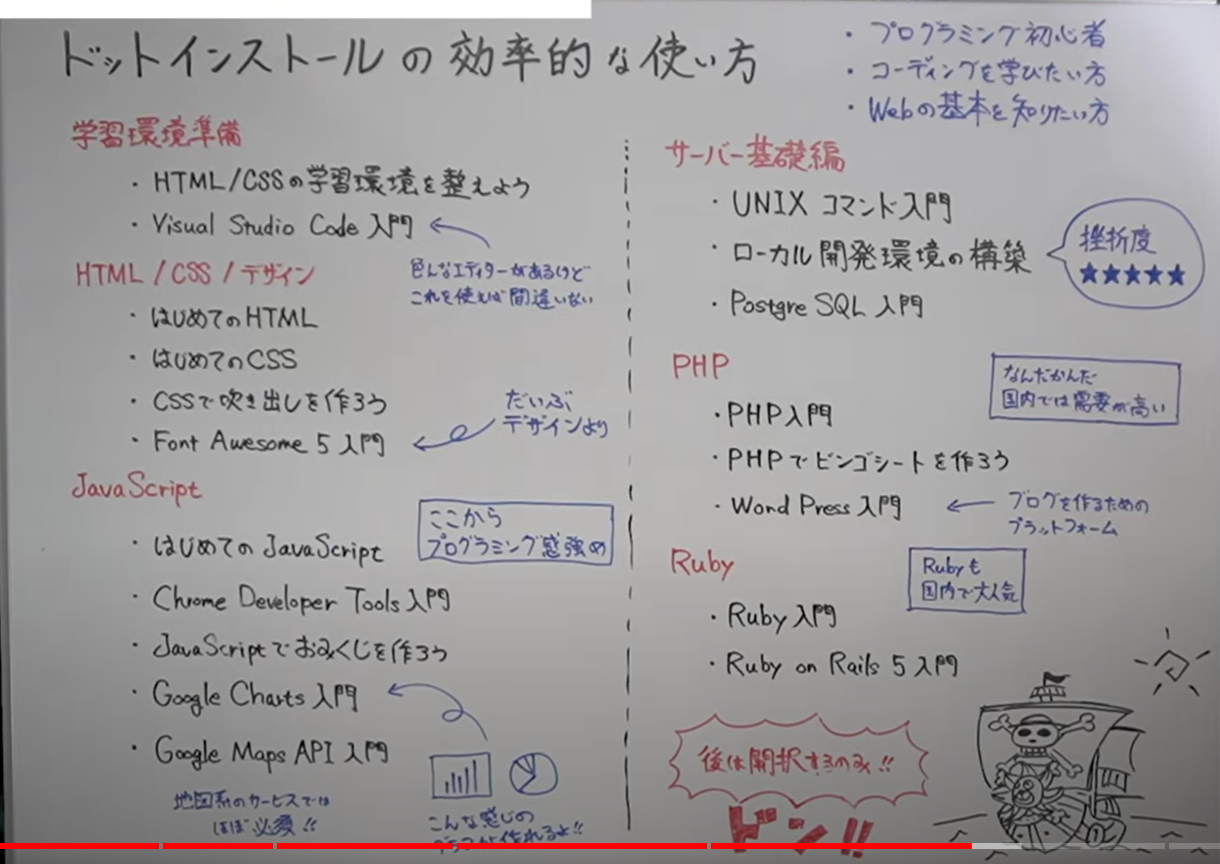 ドットインストールの効率的な使い方
・プログラミング初心者
・コーディングを学びたい方
・Webの基本を知りたい方
学習環境準備
・HTML/CSSの学習環境を整えよう
・Visual Studio Code 入門
色んなエディターがあるけど
これを使えば間違いない
HTML/CSS/デザイン
・はじめてのHTML
・はじめてのCSS
・CSSで吹き出しを作ろう
・Font Awesome 5 入門
だいぶ
デザインより
JavaScript
ここから
プログラミング感強め
・はじめての JavaScript
・Chrome Developer Tools 入門
・JavaScriptでおみくじを作ろう
・Google Charts 入門
・Google Maps API 入門
地図系のサービスでは
ほぼ必須!!
こんな感じの
グラフとか作れるよ!!
サーバー基礎編
・UNIX コマンド入門
・ローカル開発環境の構築
挫折度
★★★★★
・PostgreSQL 入門
PHP
なんだかんだ
国内では需要が高い
・PHP入門
・PHPでビンゴシートを作ろう
・WordPress入門
ブログを作るための
プラットフォーム
Ruby
Rubyも
国内で大人気
・Ruby入門
・Ruby on Rails 5 入門
後は開択するのみ!!
ドン!!